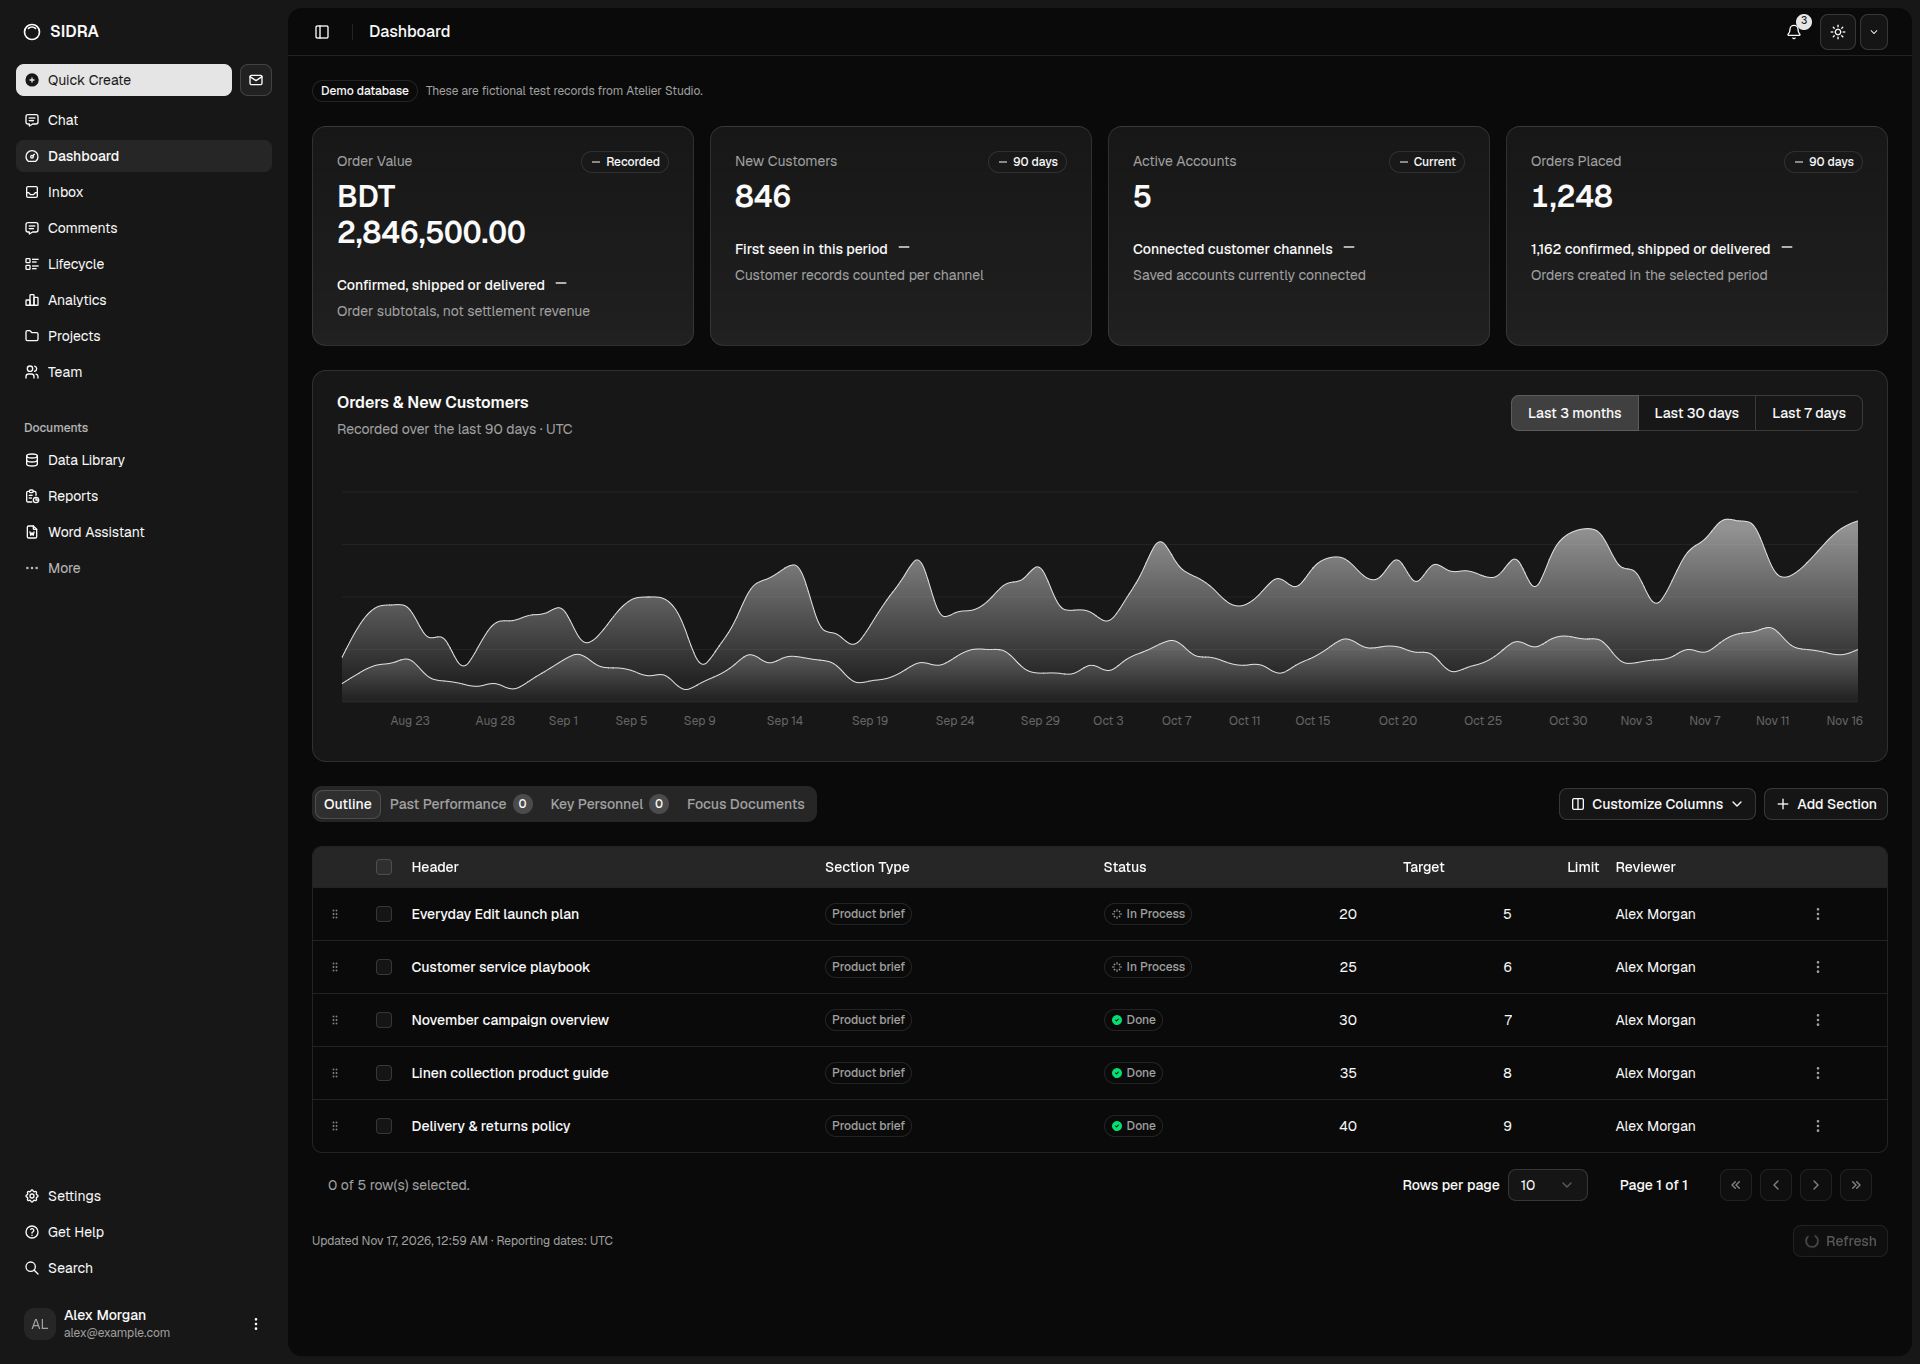 SIDRA
Quick Create
Chat
Dashboard
Inbox
Comments
Lifecycle
Analytics
Projects
Team
Documents
Data Library
Reports
Word Assistant
More
Settings
Get Help
Search
AL
Alex Morgan
alex@example.com
Dashboard
3
Demo database These are fictional test records from Atelier Studio.
Order Value
Recorded
BDT
2,846,500.00
Confirmed, shipped or delivered
Order subtotals, not settlement revenue
New Customers
90 days
846
First seen in this period
Customer records counted per channel
Active Accounts
Current
5
Connected customer channels
Saved accounts currently connected
Orders Placed
90 days
1,248
1,162 confirmed, shipped or delivered
Orders created in the selected period
Orders & New Customers
Recorded over the last 90 days · UTC
Last 3 months Last 30 days Last 7 days
Aug 23 Aug 28 Sep 1 Sep 5 Sep 9 Sep 14 Sep 19 Sep 24 Sep 29 Oct 3 Oct 7 Oct 11 Oct 15 Oct 20 Oct 25 Oct 30 Nov 3 Nov 7 Nov 11 Nov 16
Outline Past Performance 0 Key Personnel 0 Focus Documents
Customize Columns Add Section
Header Section Type Status Target Limit Reviewer
Everyday Edit launch plan Product brief In Process 20 5 Alex Morgan
Customer service playbook Product brief In Process 25 6 Alex Morgan
November campaign overview Product brief Done 30 7 Alex Morgan
Linen collection product guide Product brief Done 35 8 Alex Morgan
Delivery & returns policy Product brief Done 40 9 Alex Morgan
0 of 5 row(s) selected.
Rows per page 10 Page 1 of 1
Updated Nov 17, 2026, 12:59 AM · Reporting dates: UTC
Refresh